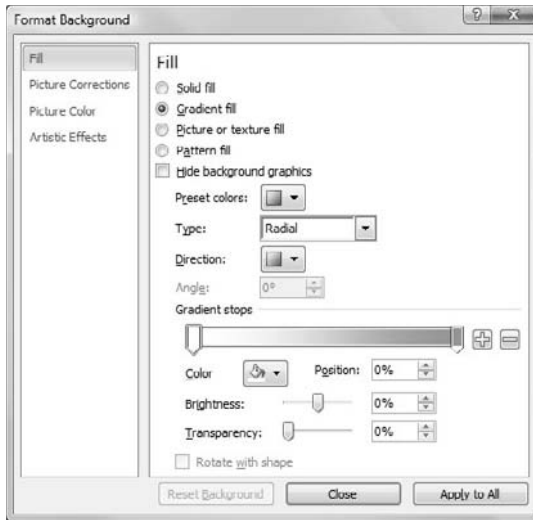 Format Background
?
X
Fill
Picture Corrections
Picture Color
Artistic Effects
Fill
Solid fill
Gradient fill
Picture or texture fill
Pattern fill
Hide background graphics
Preset colors:
Type: Radial
Direction:
Angle: 0°
Gradient stops
Color Position: 0%
Brightness: 0%
Transparency: 0%
Rotate with shape
Reset Background Close Apply to All